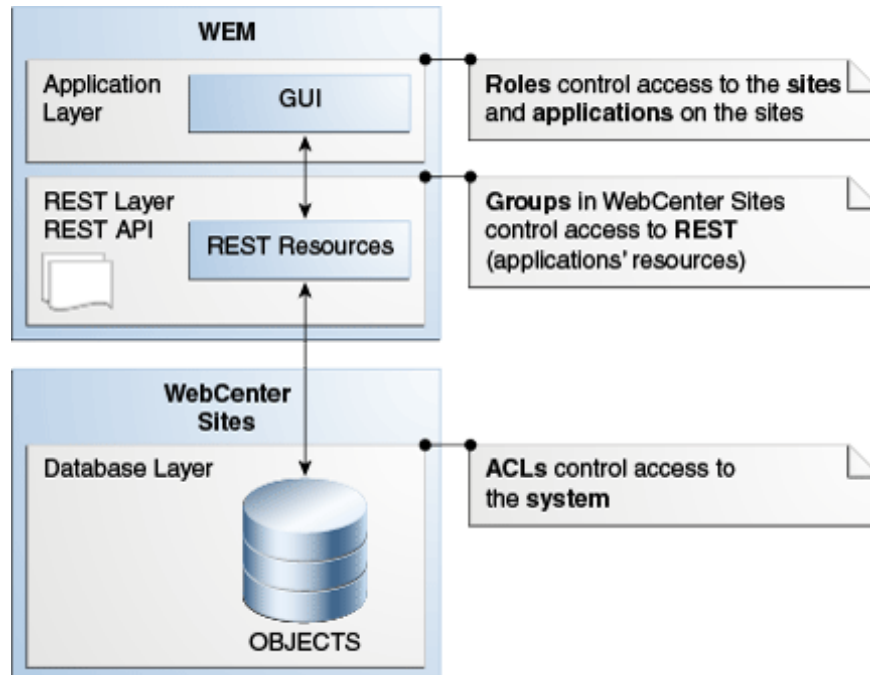 WEM
Application
Layer
GUI
Roles control access to the sites
and applications on the sites
REST Layer
REST API
REST Resources
Groups in WebCenter Sites
control access to REST
(applications' resources)
WebCenter
Sites
Database Layer
OBJECTS
ACLs control access to
the system